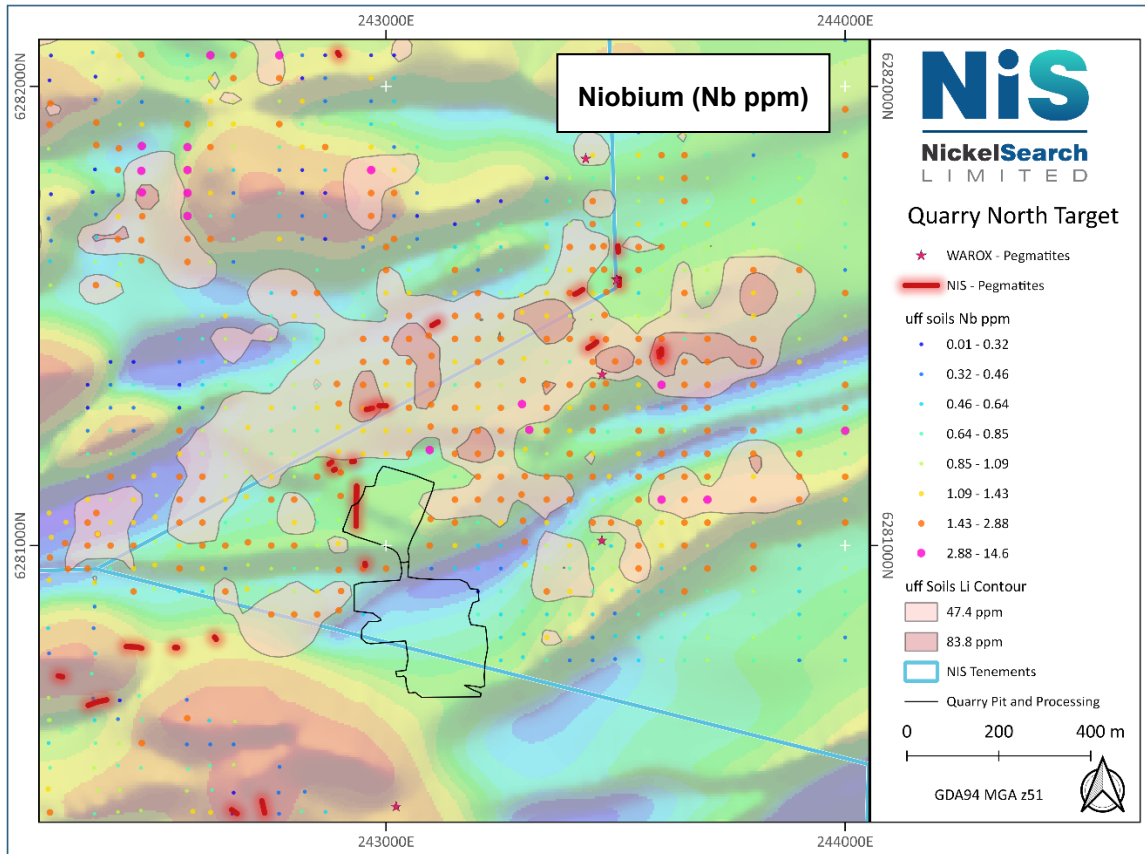 243000E
244000E
6282000N
6282000N
Niobium (Nb ppm)
6281000N
6281000N
243000E
244000E
NiS
NickelSearch
LIMITED
Quarry North Target
WAROX - Pegmatites
NIS - Pegmatites
uff soils Nb ppm
0.01 - 0.32
0.32 - 0.46
0.46 - 0.64
0.64 - 0.85
0.85 - 1.09
1.09 - 1.43
1.43 - 2.88
2.88 - 14.6
uff Soils Li Contour
47.4 ppm
83.8 ppm
NIS Tenements
Quarry Pit and Processing
0 200 400 m
GDA94 MGA z51